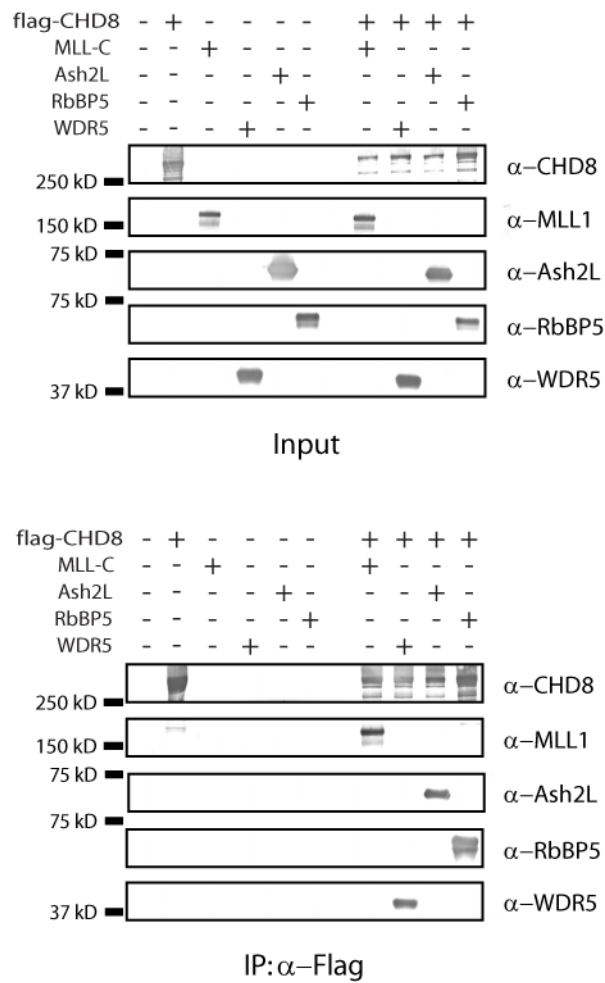 flag-CHD8 - + - - - - + + + +
MLL-C - - + - - - + - - -
Ash2L - - - - + - - - + -
RbBP5 - - - - - + - - - +
WDR5 - - - + - - - + - -
250 kD α–CHD8
150 kD α–MLL1
75 kD α–Ash2L
75 kD α–RbBP5
37 kD α–WDR5
Input
flag-CHD8 - + - - - - + + + +
MLL-C - - + - - - + - - -
Ash2L - - - - + - - - + -
RbBP5 - - - - - + - - - +
WDR5 - - - + - - - + - -
250 kD α–CHD8
150 kD α–MLL1
75 kD α–Ash2L
75 kD α–RbBP5
37 kD α–WDR5
IP: α–Flag